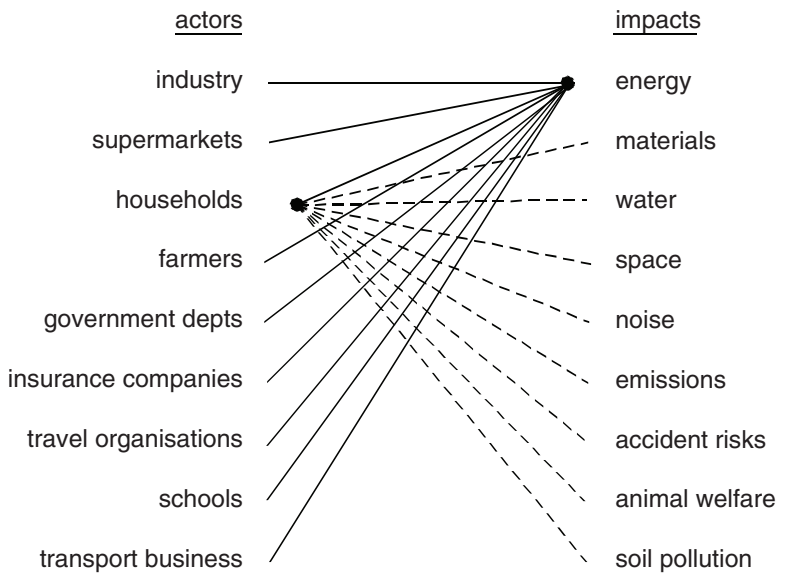 actors
impacts
industry
energy
supermarkets
materials
households
water
farmers
space
government depts
noise
insurance companies
emissions
travel organisations
accident risks
schools
animal welfare
transport business
soil pollution